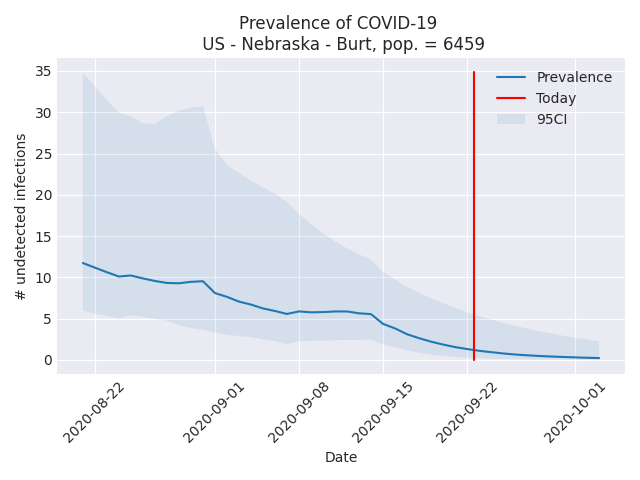 Prevalence of COVID-19
US - Nebraska - Burt, pop. = 6459
35
30
25
20
15
10
5
0
# undetected infections
Prevalence
Today
95CI
2020-08-22
2020-09-01
2020-09-08
2020-09-15
2020-09-22
2020-10-01
Date